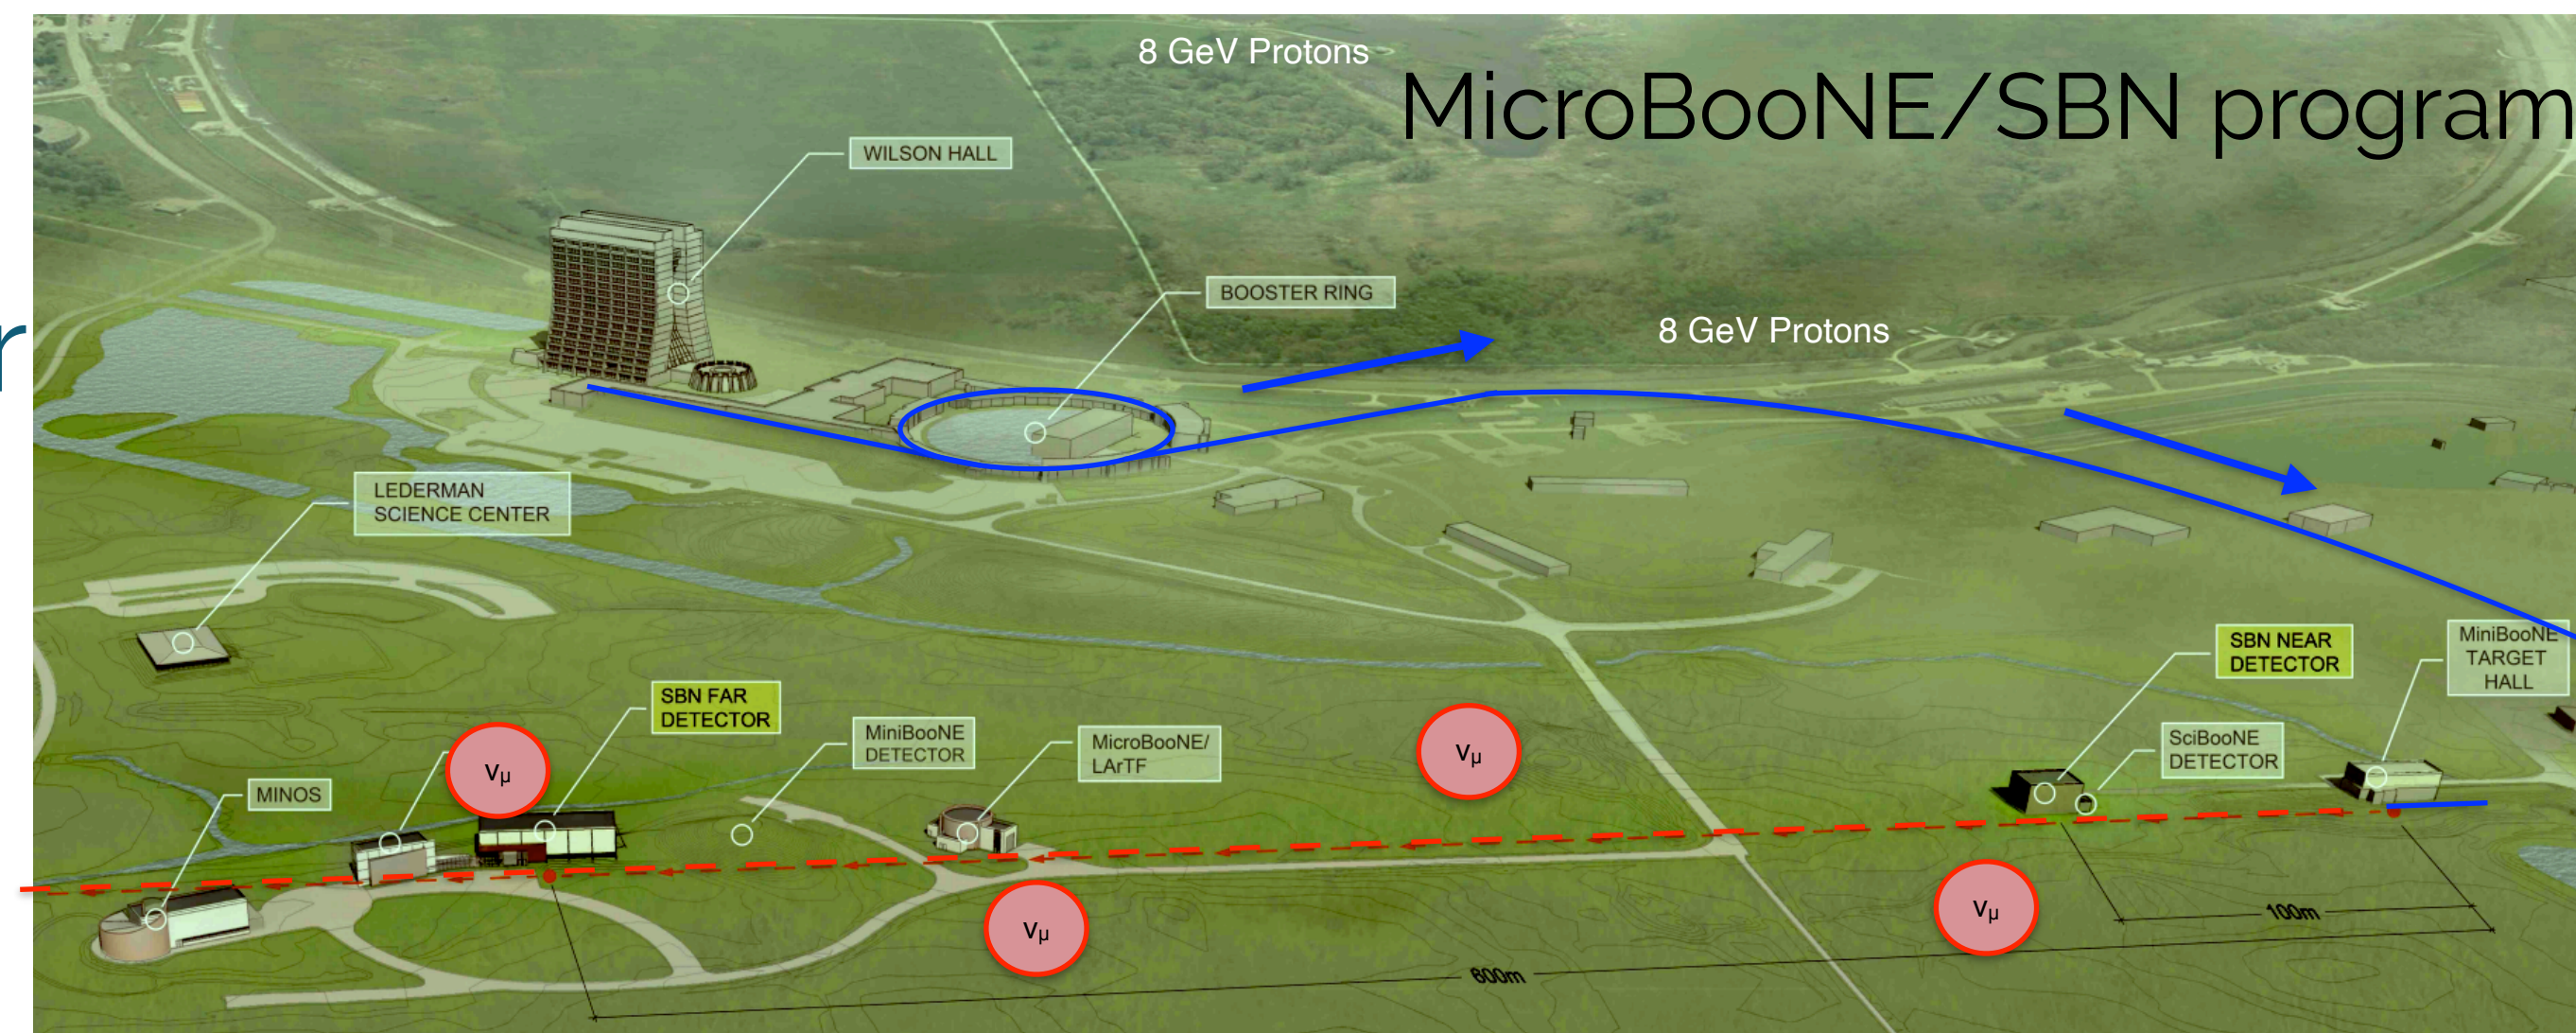 8 GeV Protons
MicroBooNE/SBN program
WILSON HALL
BOOSTER RING
8 GeV Protons
r
LEDERMAN
SCIENCE CENTER
SBN NEAR
DETECTOR
MiniBooNE
TARGET
HALL
SBN FAR
DETECTOR
MiniBooNE
DETECTOR
MicroBooNE/
LArTF
SciBooNE
DETECTOR
MINOS
νμ
νμ
νμ
νμ
100m
600m